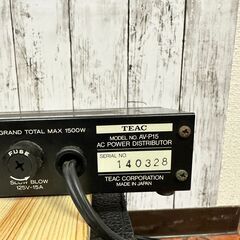 GRAND TOTAL MAX 1500W
FUSE
SLOW BLOW
125V-15A
TEAC
MODEL NO. AV-P15
AC POWER DISTRIBUTOR
SERIAL NO.
140328
TEAC CORPORATION
MADE IN JAPAN